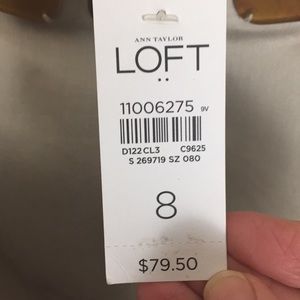 ANN TAYLOR
LOFT
11006275 9V
D122CL3 C9625
S 269719 SZ 080
8
$79.50